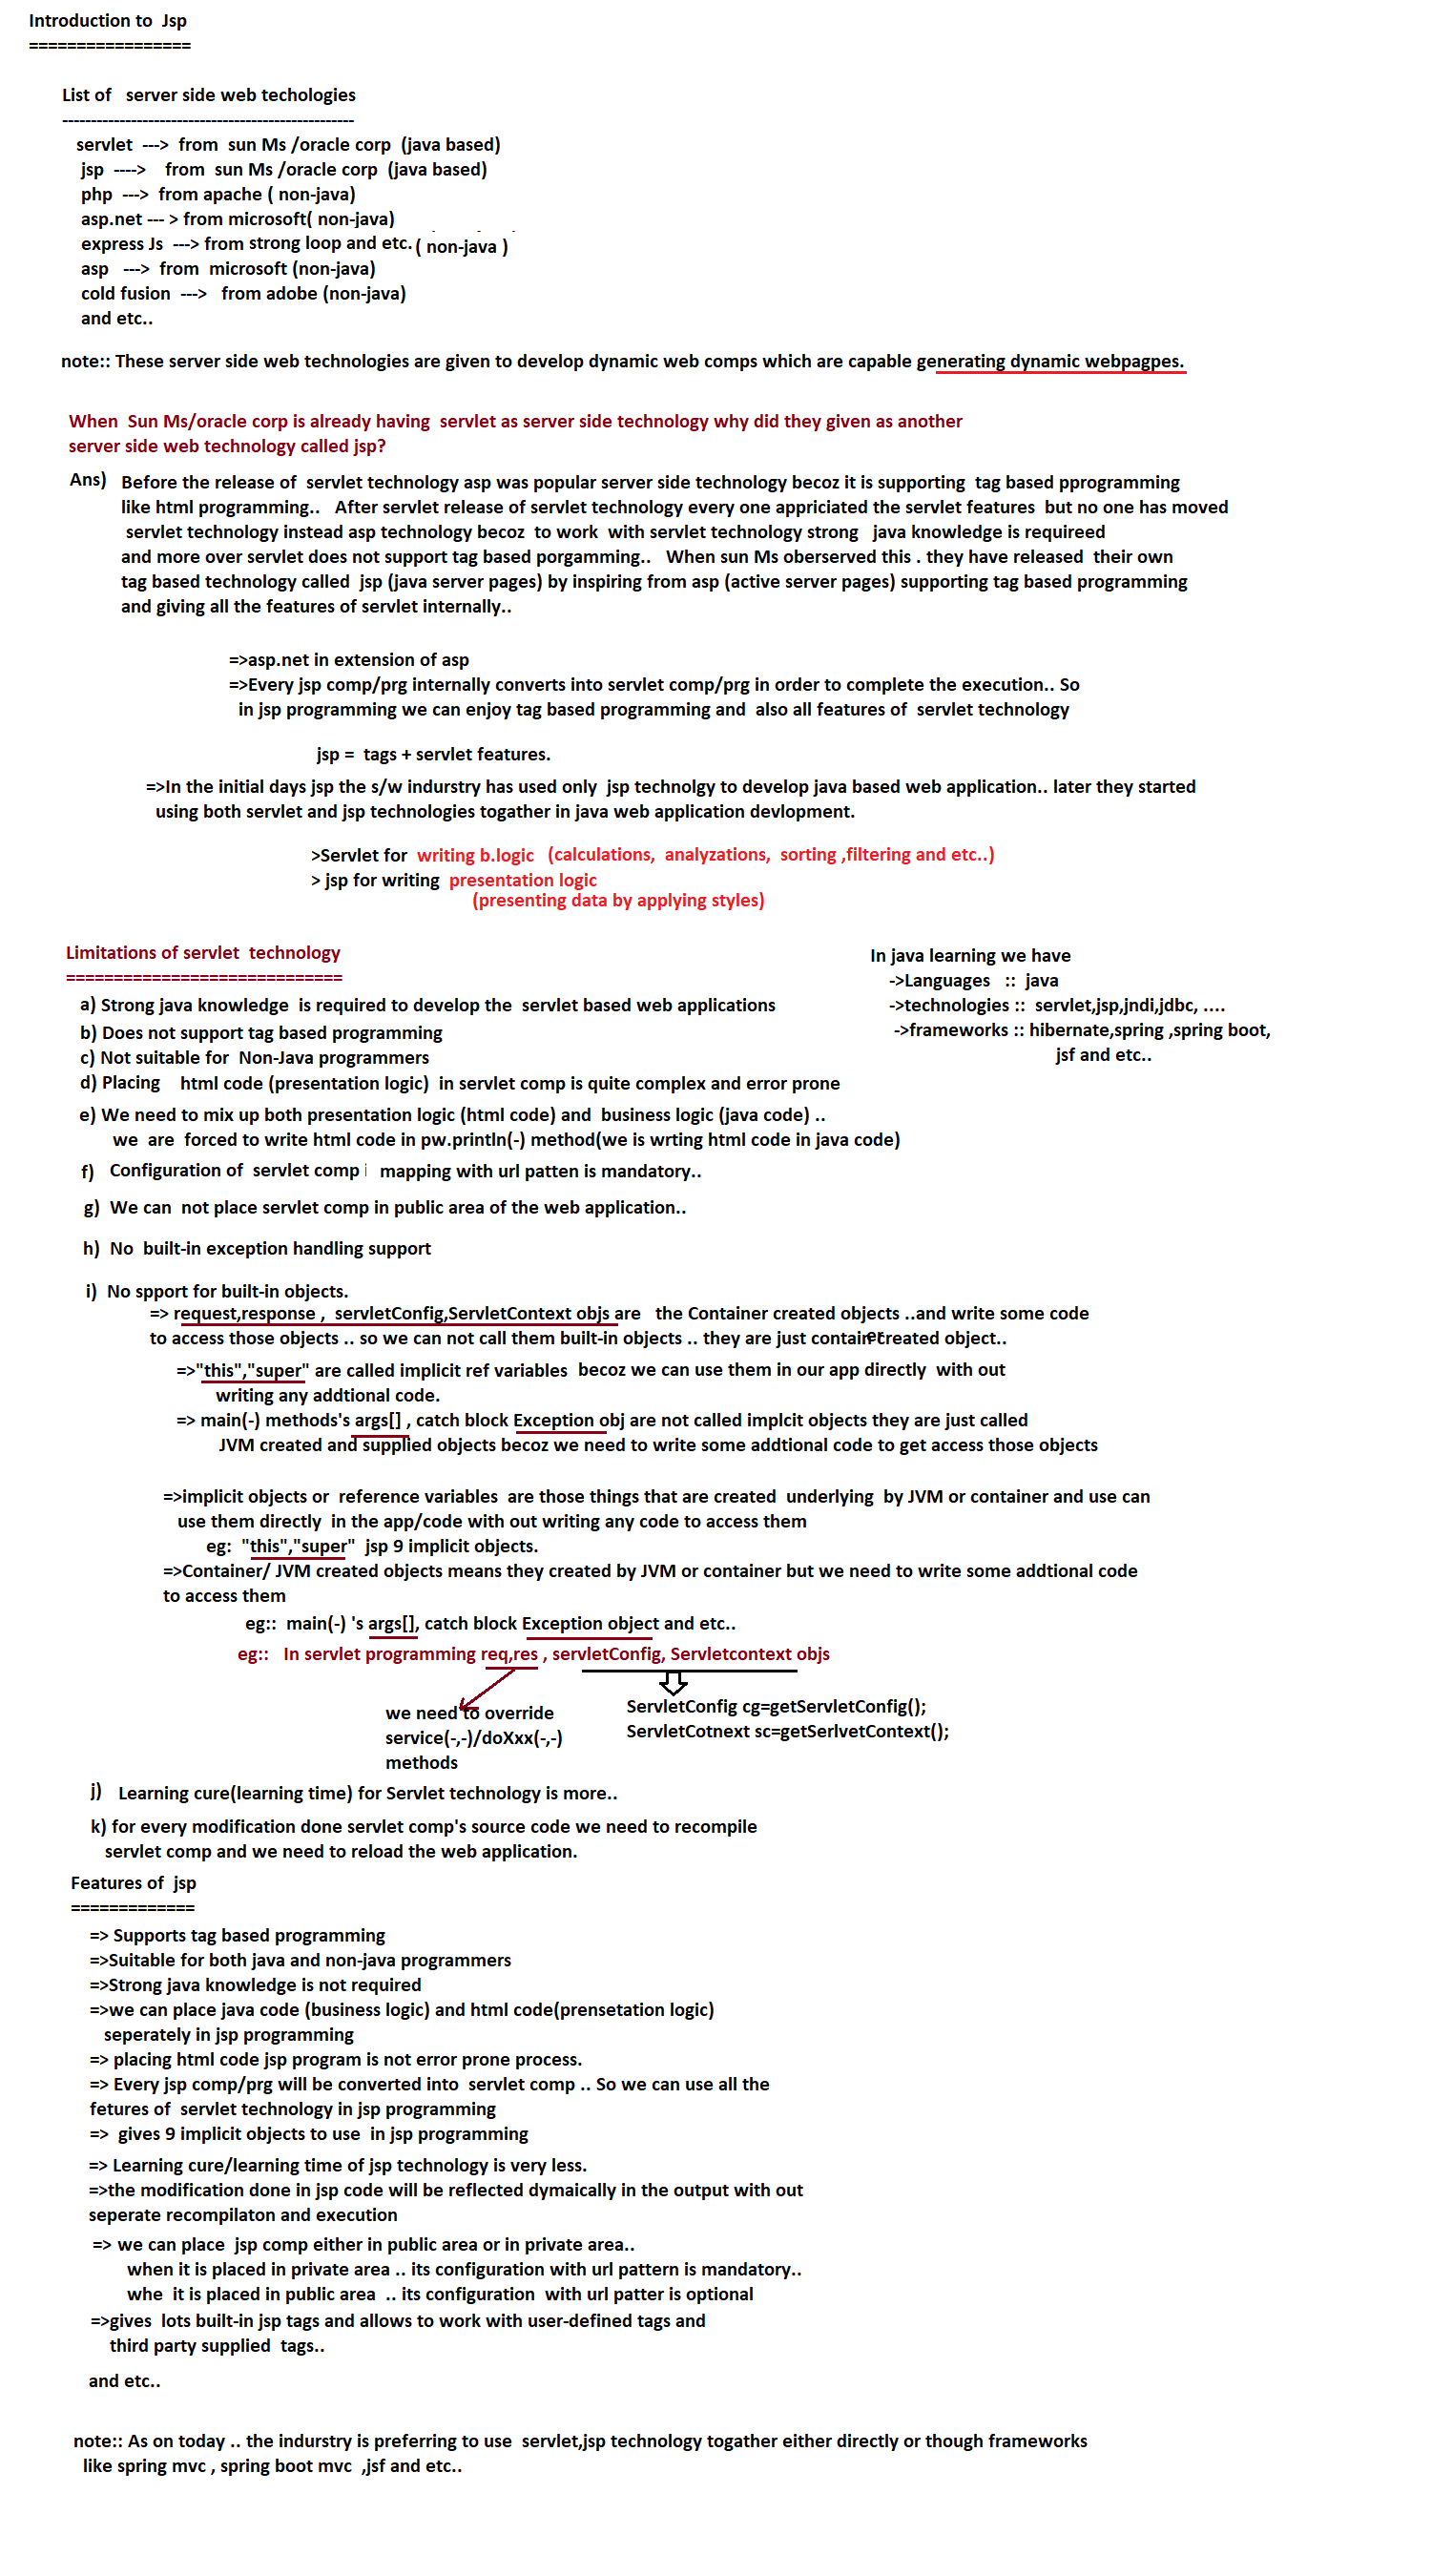 Introduction to  Jsp
=================
List of   server side web techologies
---------------------------------------------------
servlet  --->  from  sun Ms /oracle corp  (java based)
jsp  ---->    from  sun Ms /oracle corp  (java based)
php  --->  from apache ( non-java)
asp.net --- > from microsoft( non-java)
express Js  ---> from strong loop and etc. ( non-java )
asp   --->  from  microsoft (non-java)
cold fusion  --->   from adobe (non-java)
and etc..
note:: These server side web technologies are given to develop dynamic web comps which are capable generating dynamic webpagpes.
When  Sun Ms/oracle corp is already having  servlet as server side technology why did they given as another
server side web technology called jsp?
Ans)   Before the release of  servlet technology asp was popular server side technology becoz it is supporting  tag based pprogramming
like html programming..   After servlet release of servlet technology every one appriciated the servlet features  but no one has moved
servlet technology instead asp technology becoz  to work  with servlet technology strong   java knowledge is requireed
and more over servlet does not support tag based porgamming..   When sun Ms oberserved this . they have released  their own
tag based technology called  jsp (java server pages) by inspiring from asp (active server pages) supporting tag based programming
and giving all the features of servlet internally..
=>asp.net in extension of asp
=>Every jsp comp/prg internally converts into servlet comp/prg in order to complete the execution.. So
in jsp programming we can enjoy tag based programming and  also all features of  servlet technology
jsp =  tags + servlet features.
=>In the initial days jsp the s/w indurstry has used only  jsp technolgy to develop java based web application.. later they started
using both servlet and jsp technologies togather in java web application devlopment.
>Servlet for  writing b.logic   (calculations,  analyzations,  sorting ,filtering and etc..)
> jsp for writing  presentation logic
(presenting data by applying styles)
Limitations of servlet  technology
=============================
In java learning we have
->Languages   ::  java
->technologies ::  servlet,jsp,jndi,jdbc, ....
->frameworks :: hibernate,spring ,spring boot,
jsf and etc..
a) Strong java knowledge  is required to develop the  servlet based web applications
b) Does not support tag based programming
c) Not suitable for  Non-Java programmers
d) Placing    html code (presentation logic)  in servlet comp is quite complex and error prone
e) We need to mix up both presentation logic (html code) and  business logic (java code) ..
we  are  forced to write html code in pw.println(-) method(we is wrting html code in java code)
f)   Configuration of  servlet comp   mapping with url patten is mandatory..
g)  We can  not place servlet comp in public area of the web application..
h)  No  built-in exception handling support
i)  No spport for built-in objects.
=> request,response ,  servletConfig,ServletContext objs are   the Container created objects ..and write some code
to access those objects .. so we can not call them built-in objects .. they are just container created object..
=>"this","super" are called implicit ref variables  becoz we can use them in our app directly  with out
writing any addtional code.
=> main(-) methods's args[] , catch block Exception obj are not called implcit objects they are just called
JVM created and supplied objects becoz we need to write some addtional code to get access those objects
=>implicit objects or  reference variables  are those things that are created  underlying  by JVM or container and use can
use them directly  in the app/code with out writing any code to access them
eg:  "this","super"  jsp 9 implicit objects.
=>Container/ JVM created objects means they created by JVM or container but we need to write some addtional code
to access them
eg::  main(-) 's args[], catch block Exception object and etc..
eg::   In servlet programming req,res , servletConfig, Servletcontext objs
we need to override
service(-,-)/doXxx(-,-)
methods
ServletConfig cg=getServletConfig();
ServletCotnext sc=getSerlvetContext();
j)   Learning cure(learning time) for Servlet technology is more..
k) for every modification done servlet comp's source code we need to recompile
servlet comp and we need to reload the web application.
Features of  jsp
=============
=> Supports tag based programming
=>Suitable for both java and non-java programmers
=>Strong java knowledge is not required
=>we can place java code (business logic) and html code(prensetation logic)
seperately in jsp programming
=> placing html code jsp program is not error prone process.
=> Every jsp comp/prg will be converted into  servlet comp .. So we can use all the
fetures of  servlet technology in jsp programming
=>  gives 9 implicit objects to use  in jsp programming
=> Learning cure/learning time of jsp technology is very less.
=>the modification done in jsp code will be reflected dymaically in the output with out
seperate recompilaton and execution
=> we can place  jsp comp either in public area or in private area..
when it is placed in private area .. its configuration with url pattern is mandatory..
whe  it is placed in public area  .. its configuration  with url patter is optional
=>gives  lots built-in jsp tags and allows to work with user-defined tags and
third party supplied  tags..
and etc..
note:: As on today .. the indurstry is preferring to use  servlet,jsp technology togather either directly or though frameworks
like spring mvc , spring boot mvc  ,jsf and etc..